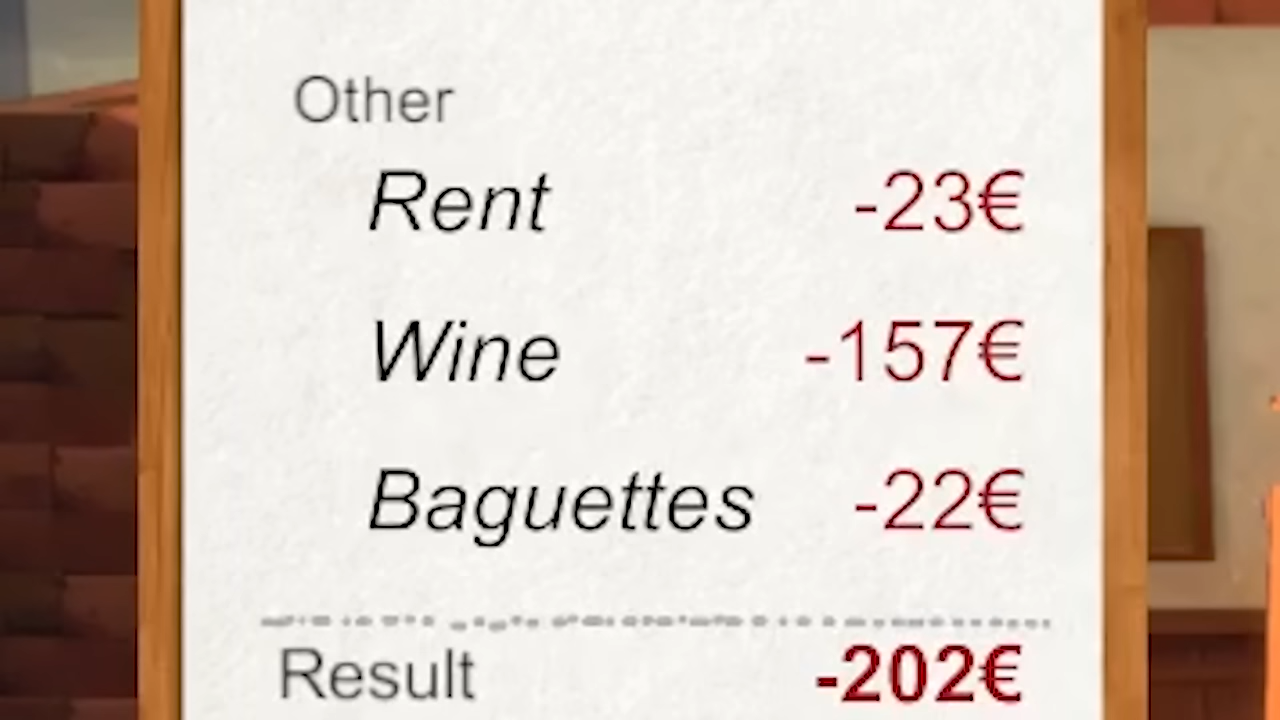 Other
Rent -23€
Wine -157€
Baguettes -22€
Result -202€